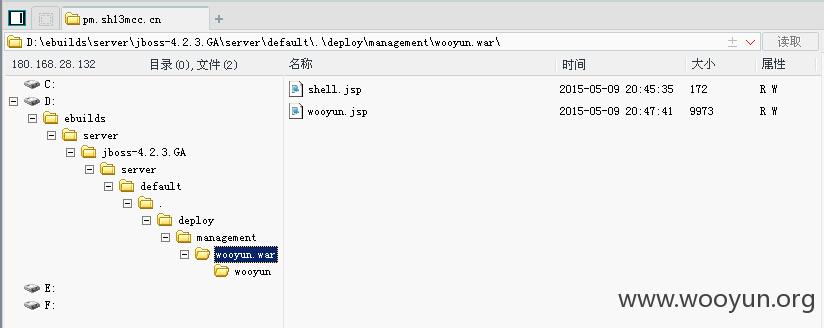 pm.sh13mcc.cn
D:\ebuilds\server\jboss-4.2.3.GA\server\default\.\deploy\management\wooyun.war\ 读取
180.168.28.132 目录(0),文件(2) 名称 时间 大小 属性
C:
D:
ebuilds
server
jboss-4.2.3.GA
server
default
.
deploy
management
wooyun.war
wooyun
E:
F:
shell.jsp 2015-05-09 20:45:35 172 R W
wooyun.jsp 2015-05-09 20:47:41 9973 R W
www.wooyun.org